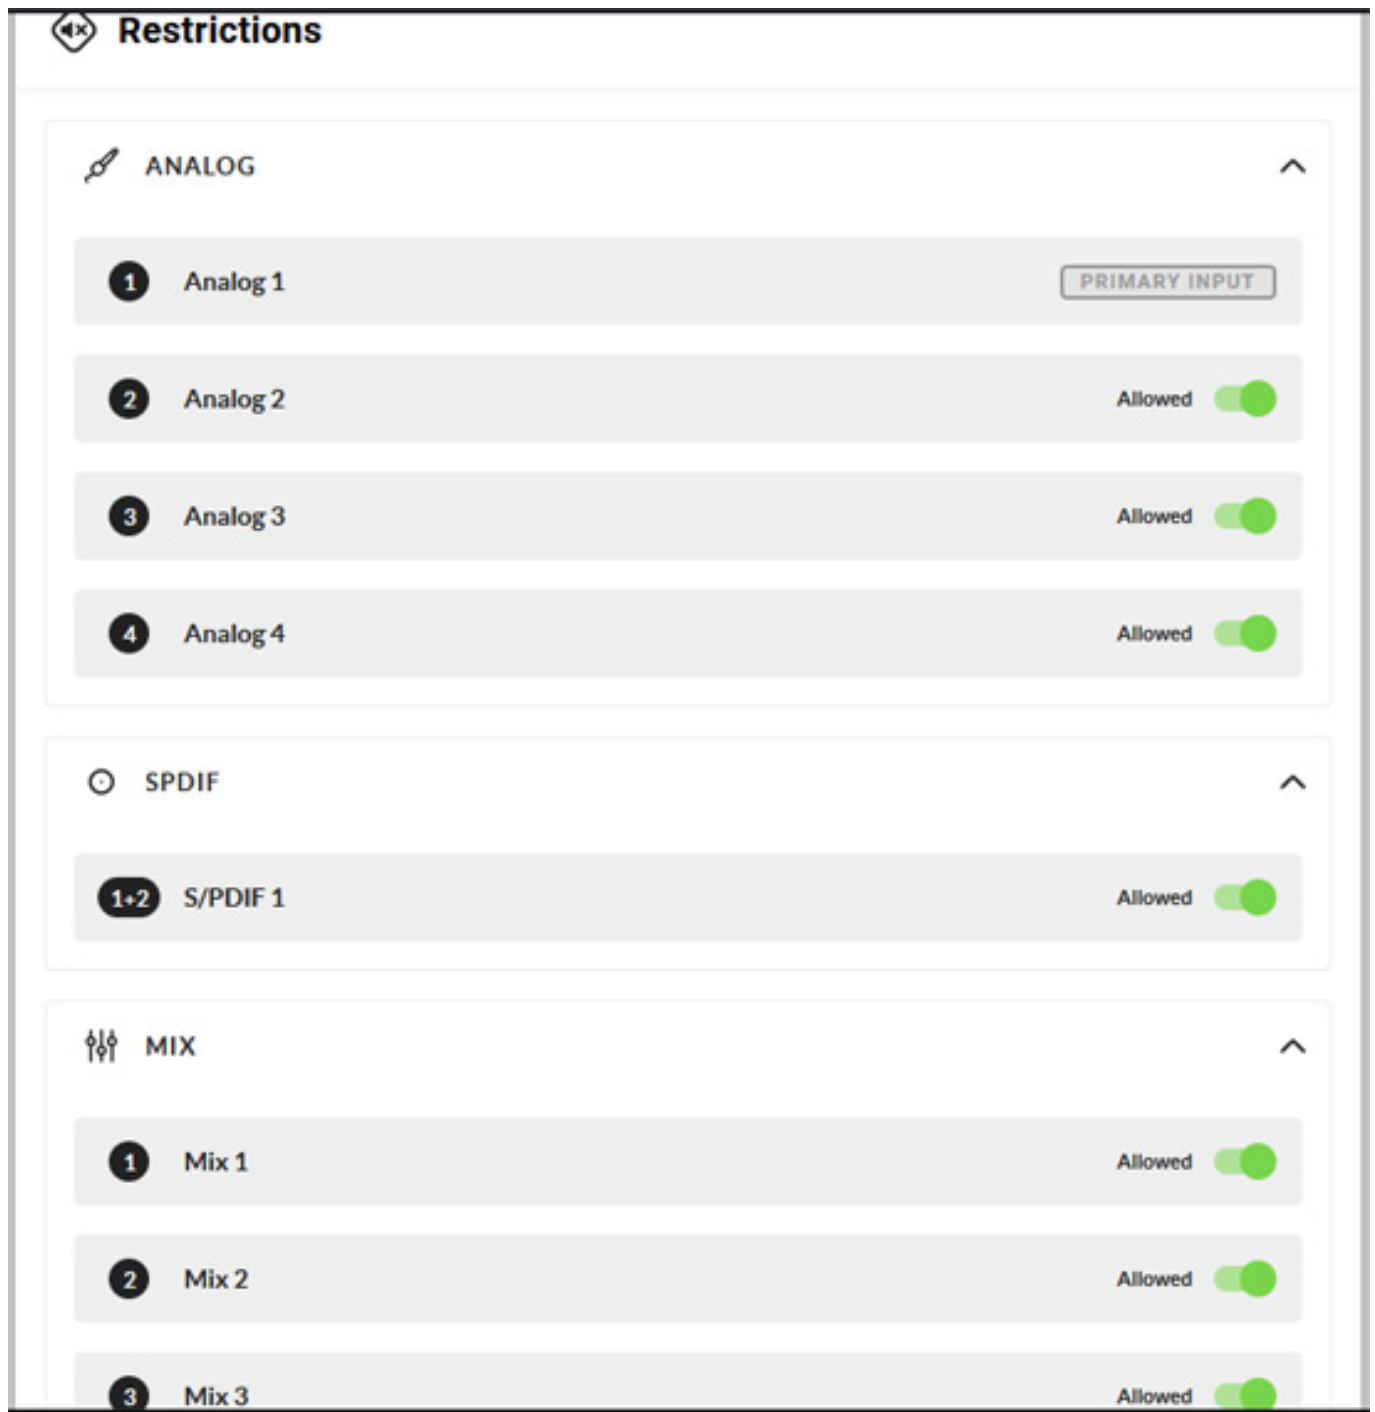 Restrictions
ANALOG
1 Analog 1 PRIMARY INPUT
2 Analog 2 Allowed
3 Analog 3 Allowed
4 Analog 4 Allowed
SPDIF
1+2 S/PDIF 1 Allowed
MIX
1 Mix 1 Allowed
2 Mix 2 Allowed
3 Mix 3 Allowed